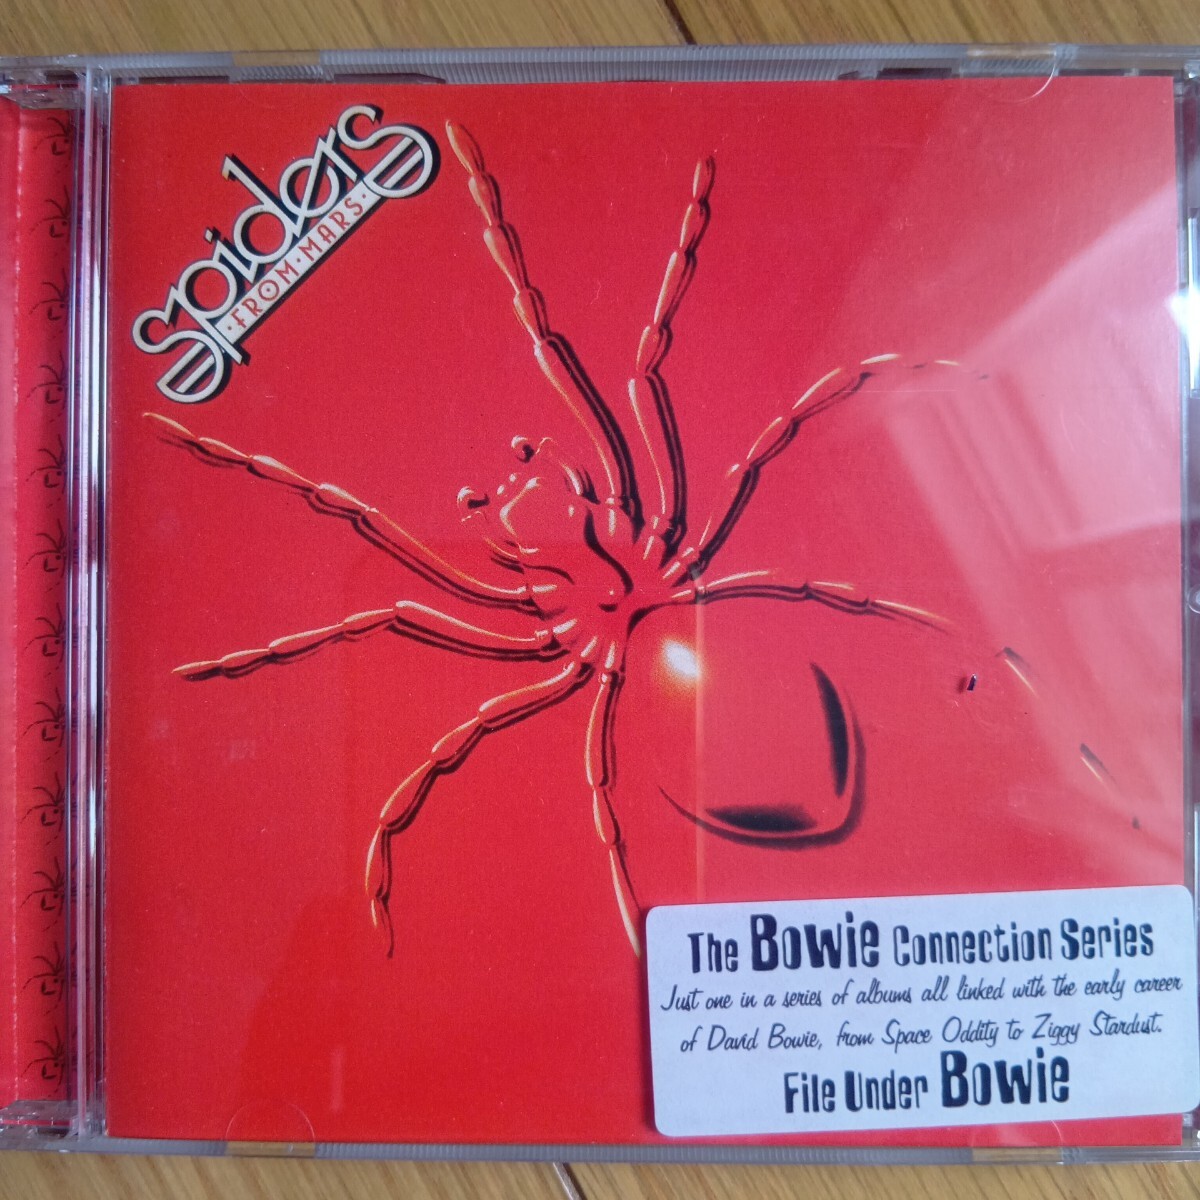 Spiders
·FROM·MARS·
The Bowie Connection Series
Just one in a series of albums all linked with the early career
of David Bowie, from Space Oddity to Ziggy Stardust.
File Under Bowie